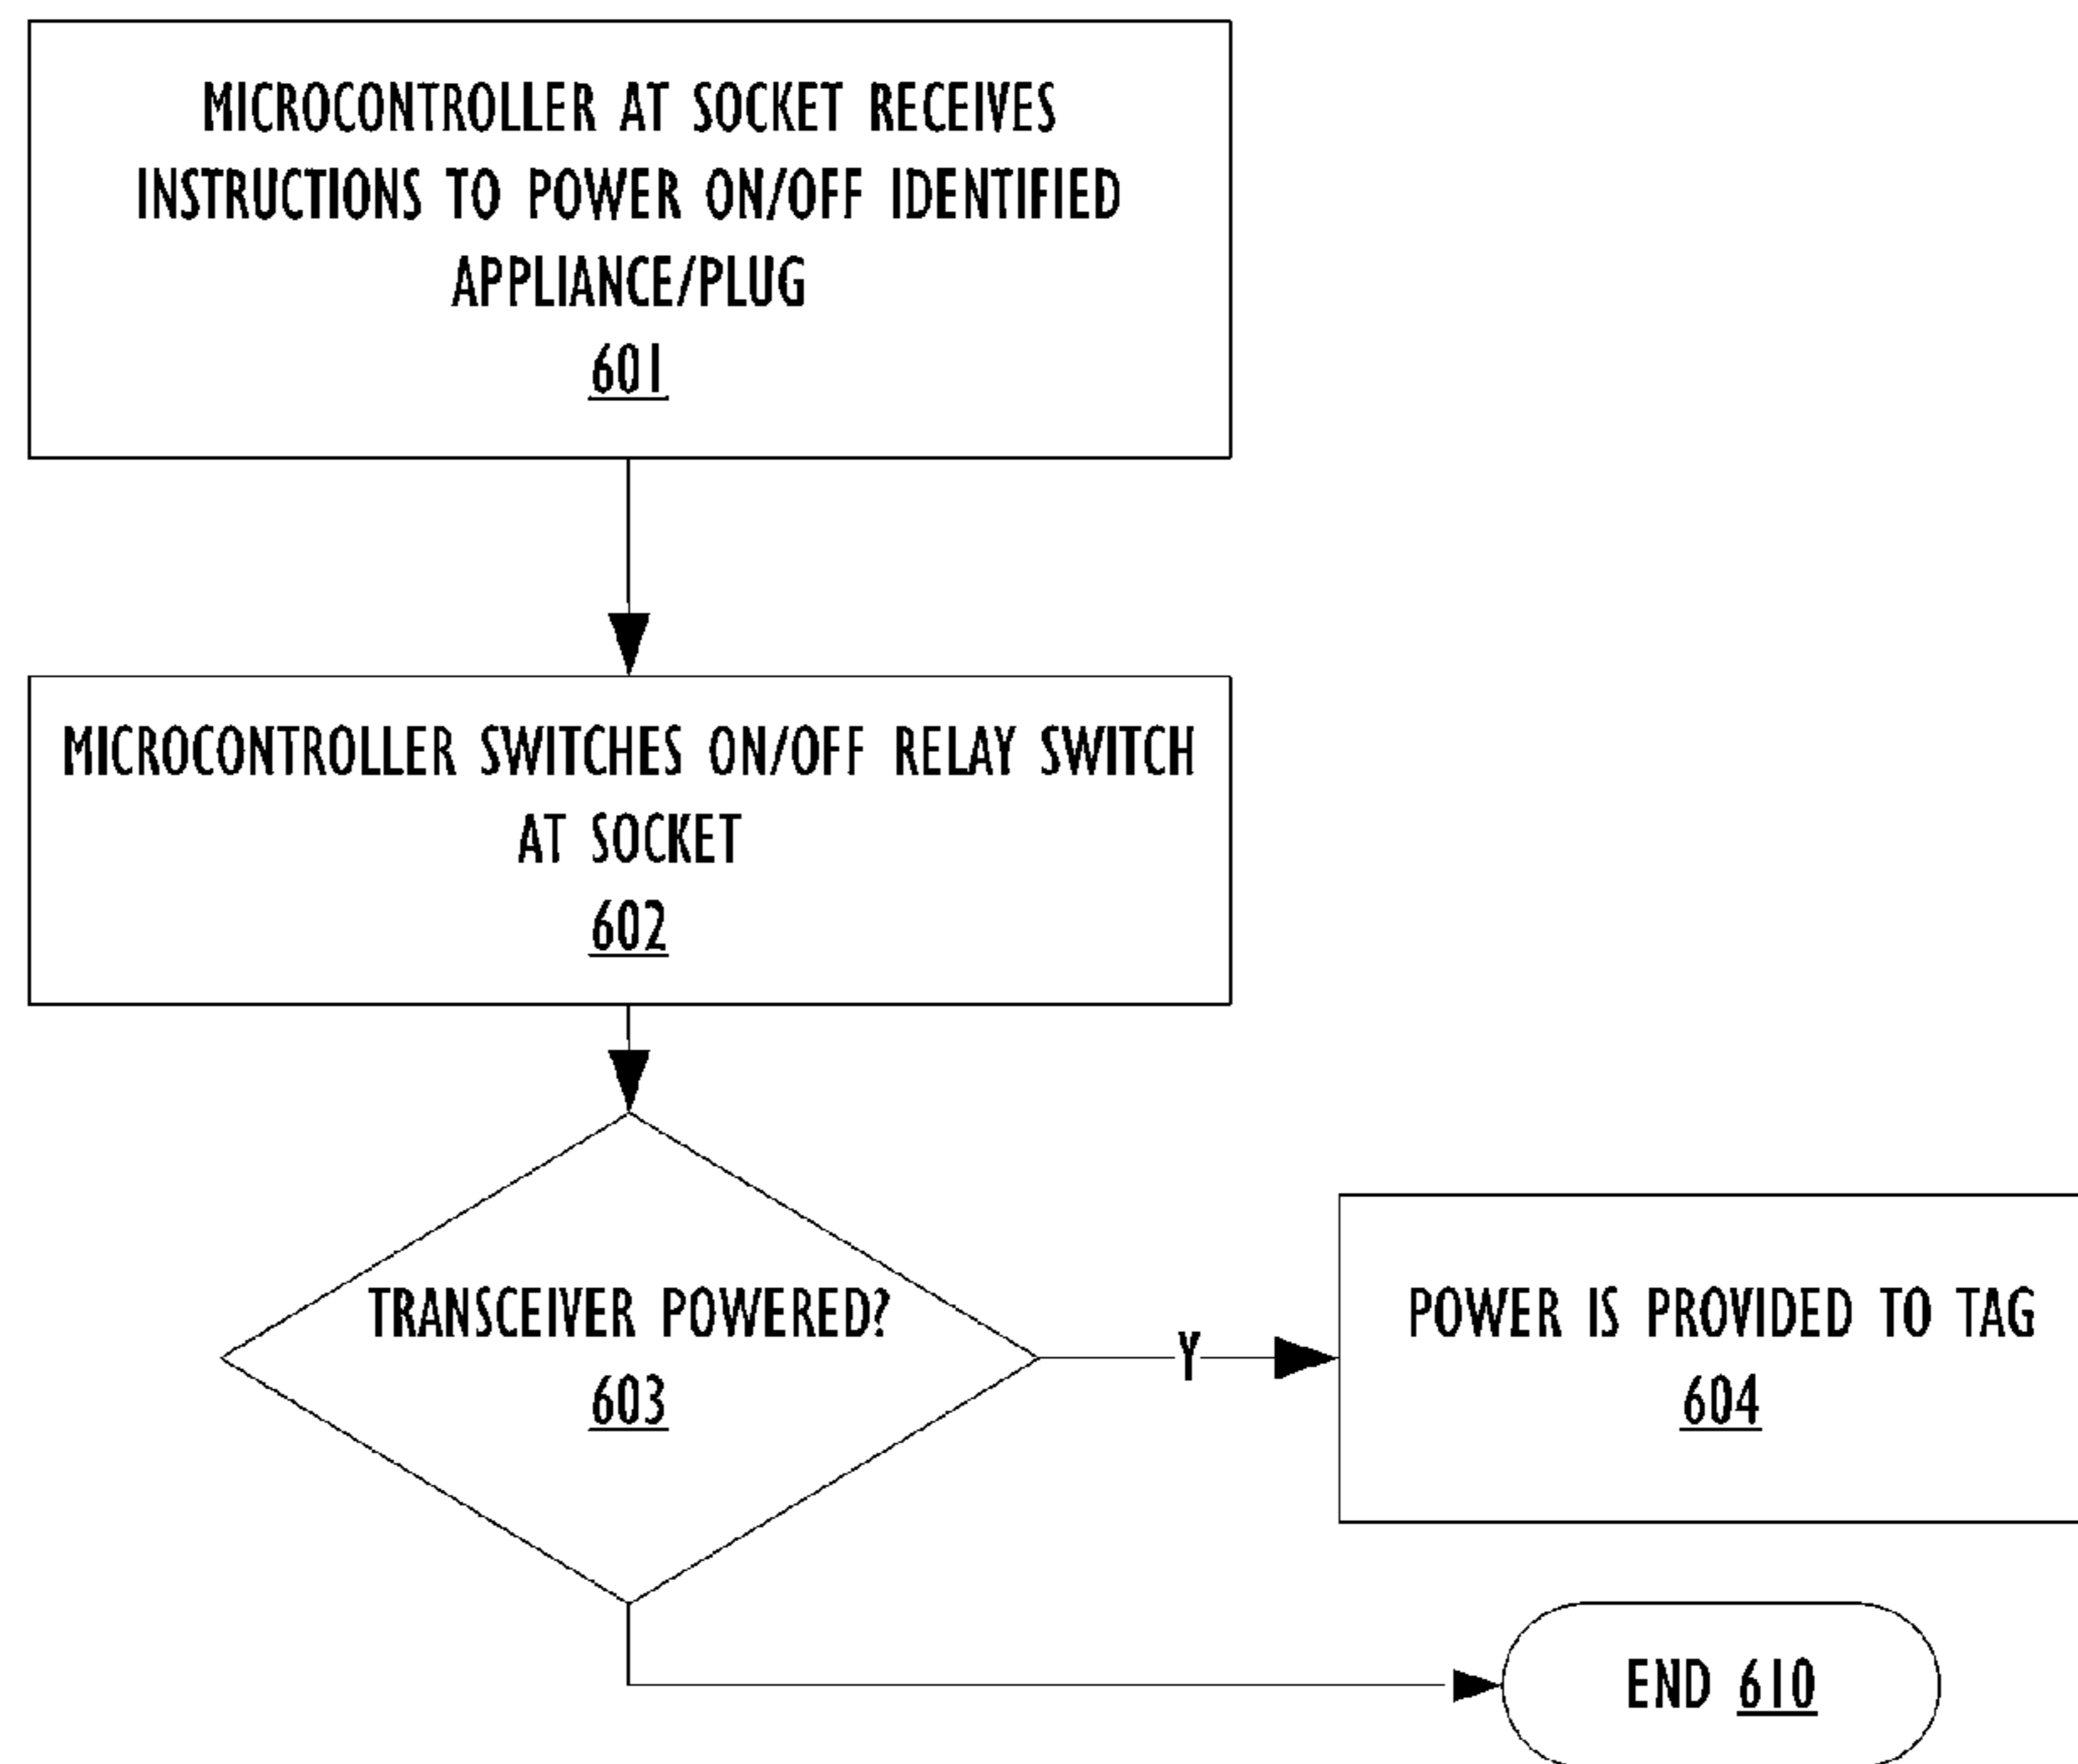 MICROCONTROLLER AT SOCKET RECEIVES
INSTRUCTIONS TO POWER ON/OFF IDENTIFIED
APPLIANCE/PLUG
601
MICROCONTROLLER SWITCHES ON/OFF RELAY SWITCH
AT SOCKET
602
TRANSCEIVER POWERED?
603
Y
POWER IS PROVIDED TO TAG
604
END 610